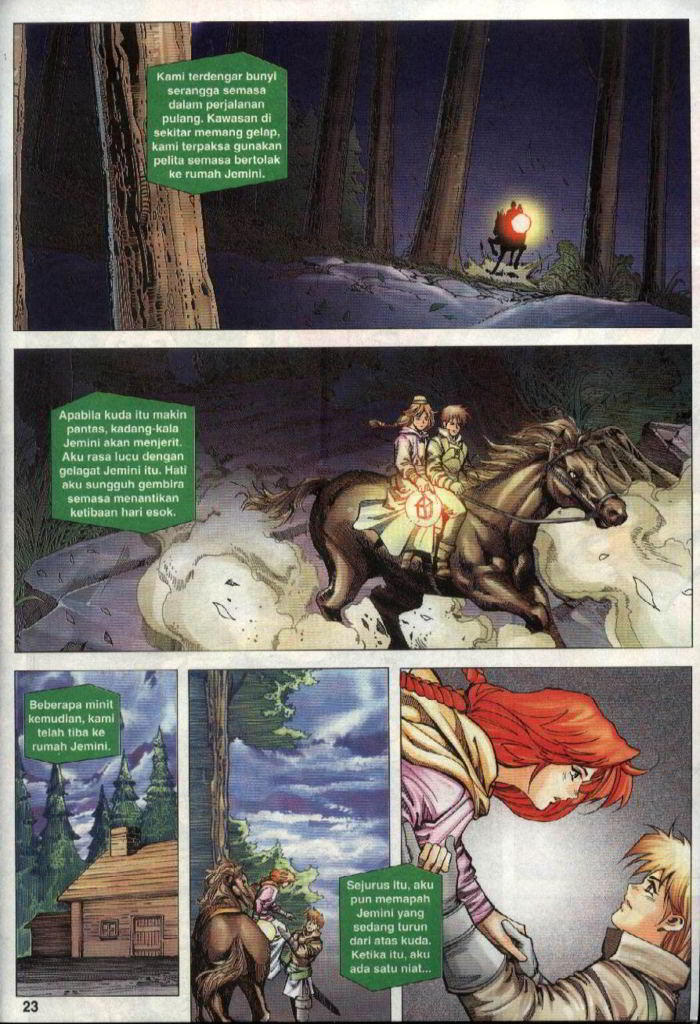 Kami terdengar bunyi
serangga semasa
dalam perjalanan
pulang. Kawasan di
sekitar memang gelap,
kami terpaksa gunakan
pelita semasa bertolak
ke rumah Jemini.
Apabila kuda itu makin
pantas, kadang-kala
Jemini akan menjerit.
Aku rasa lucu dengan
gelagat Jemini itu. Hati
aku sungguh gembira
semasa menantikan
ketibaan hari esok.
Beberapa minit
kemudian, kami
telah tiba ke
rumah Jemini.
Sejurus itu, aku
pun memapah
Jemini yang
sedang turun
dari atas kuda.
Ketika itu, aku
ada satu niat...
23